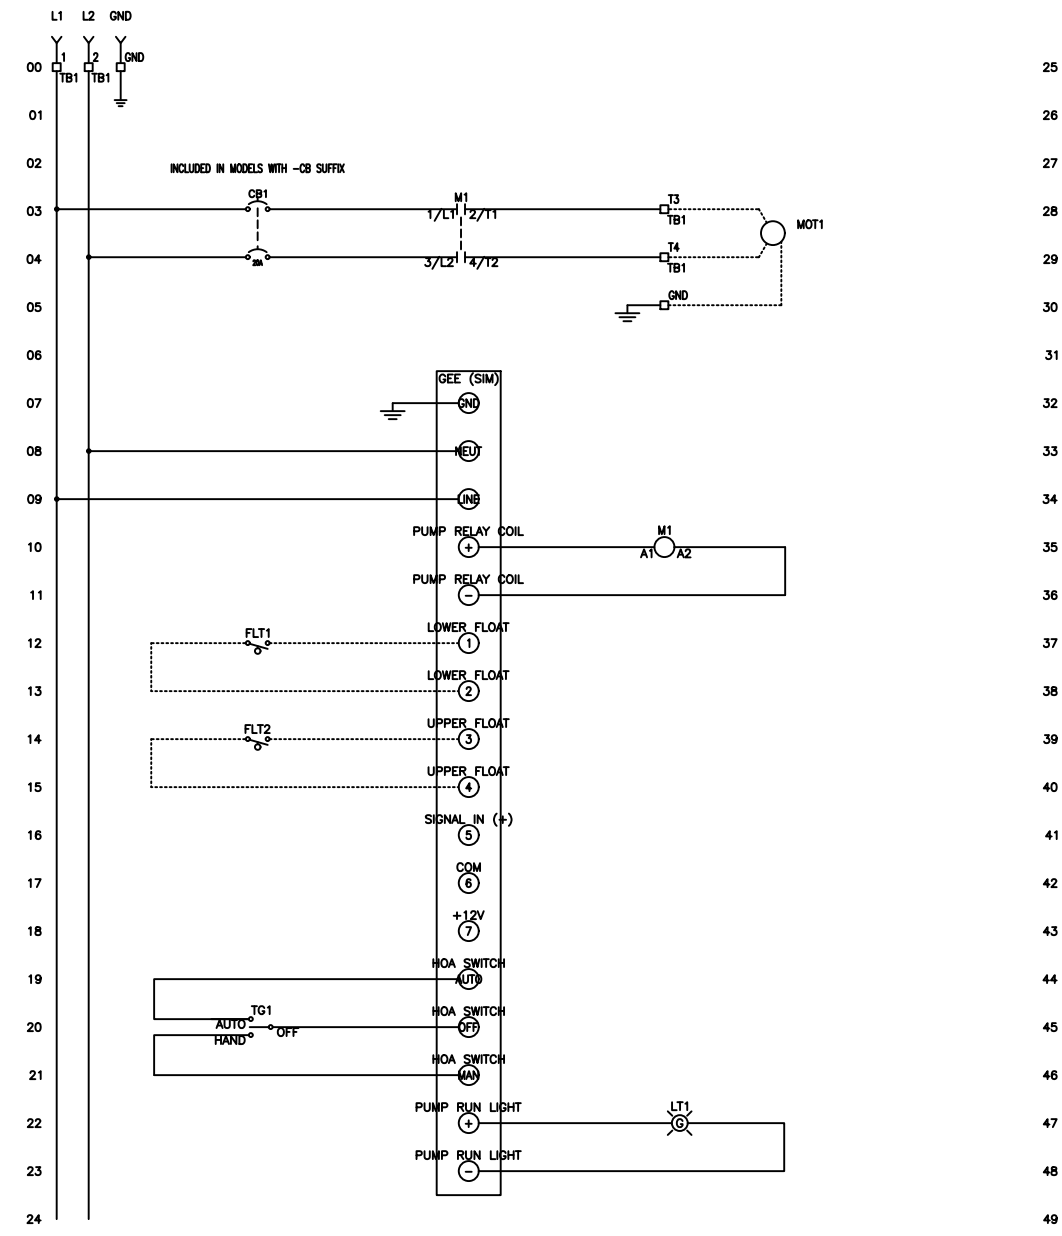 L1 L2 GND
1 2 GND
00 TB1 TB1 25
01 26
02 INCLUDED IN MODELS WITH -CB SUFFIX 27
CB1 M1 T3
03 1/L1 2/T1 TB1 MOT1 28
T4
04 20A 3/L2 4/T2 TB1 29
GND
05 30
06 31
GEE (SIM)
07 GND 32
08 NEUT 33
09 LINE 34
PUMP RELAY COIL M1
10 + A1 A2 35
PUMP RELAY COIL
11 - 36
FLT1 LOWER FLOAT
12 1 37
LOWER FLOAT
13 2 38
FLT2 UPPER FLOAT
14 3 39
UPPER FLOAT
15 4 40
SIGNAL IN (+)
16 5 41
COM
17 6 42
+12V
18 7 43
HOA SWITCH
19 AUTO 44
TG1 HOA SWITCH
20 AUTO OFF OFF 45
HAND
HOA SWITCH
21 MAN 46
PUMP RUN LIGHT LT1
22 + G 47
PUMP RUN LIGHT
23 - 48
24 49